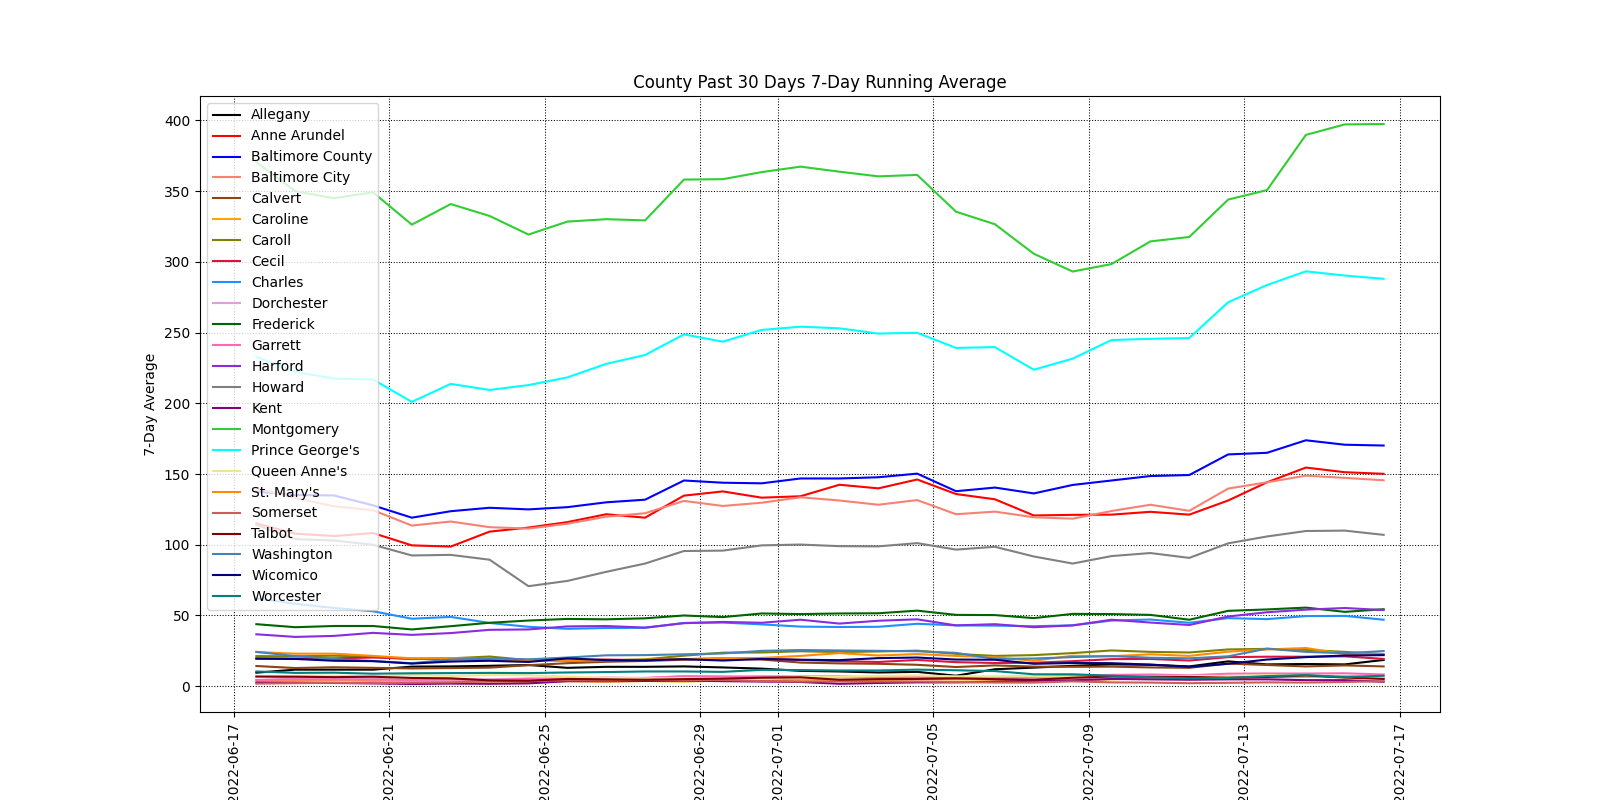 County Past 30 Days 7-Day Running Average
7-Day Average
400
350
300
250
200
150
100
50
0
Allegany
Anne Arundel
Baltimore County
Baltimore City
Calvert
Caroline
Caroll
Cecil
Charles
Dorchester
Frederick
Garrett
Harford
Howard
Kent
Montgomery
Prince George's
Queen Anne's
St. Mary's
Somerset
Talbot
Washington
Wicomico
Worcester
2022-06-17
2022-06-21
2022-06-25
2022-06-29
2022-07-01
2022-07-05
2022-07-09
2022-07-13
2022-07-17